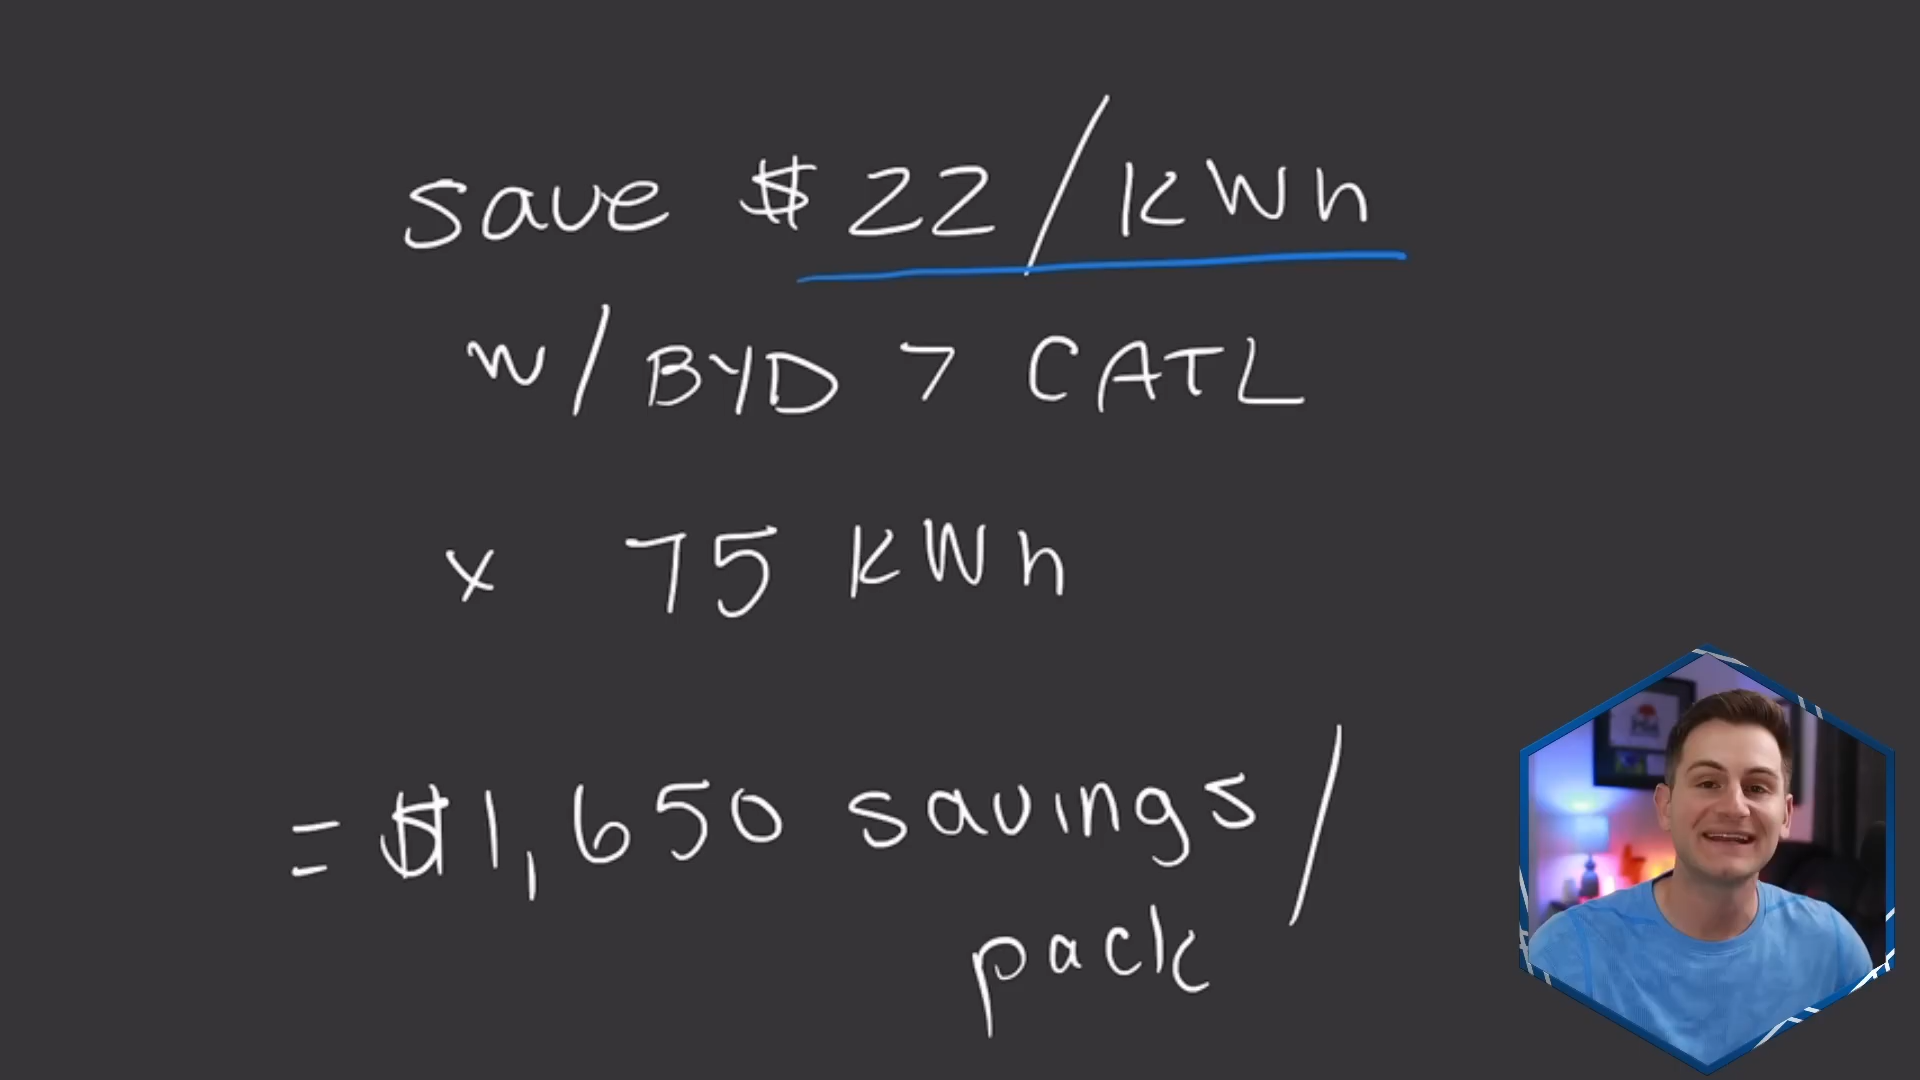 save $22/kWh
w/ BYD > CATL
x 75 kWh
= $1,650 savings/
pack